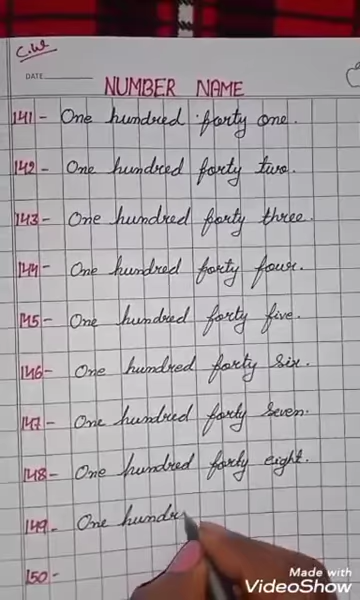 C.W
DATE
NUMBER NAME
141- One hundred forty one.
142- One hundred forty two.
143- One hundred forty three.
144- One hundred forty four.
145- One hundred forty five.
146- One hundred forty six.
147- One hundred forty seven.
148- One hundred forty eight.
149- One hundre
150-
Made with
VideoShow